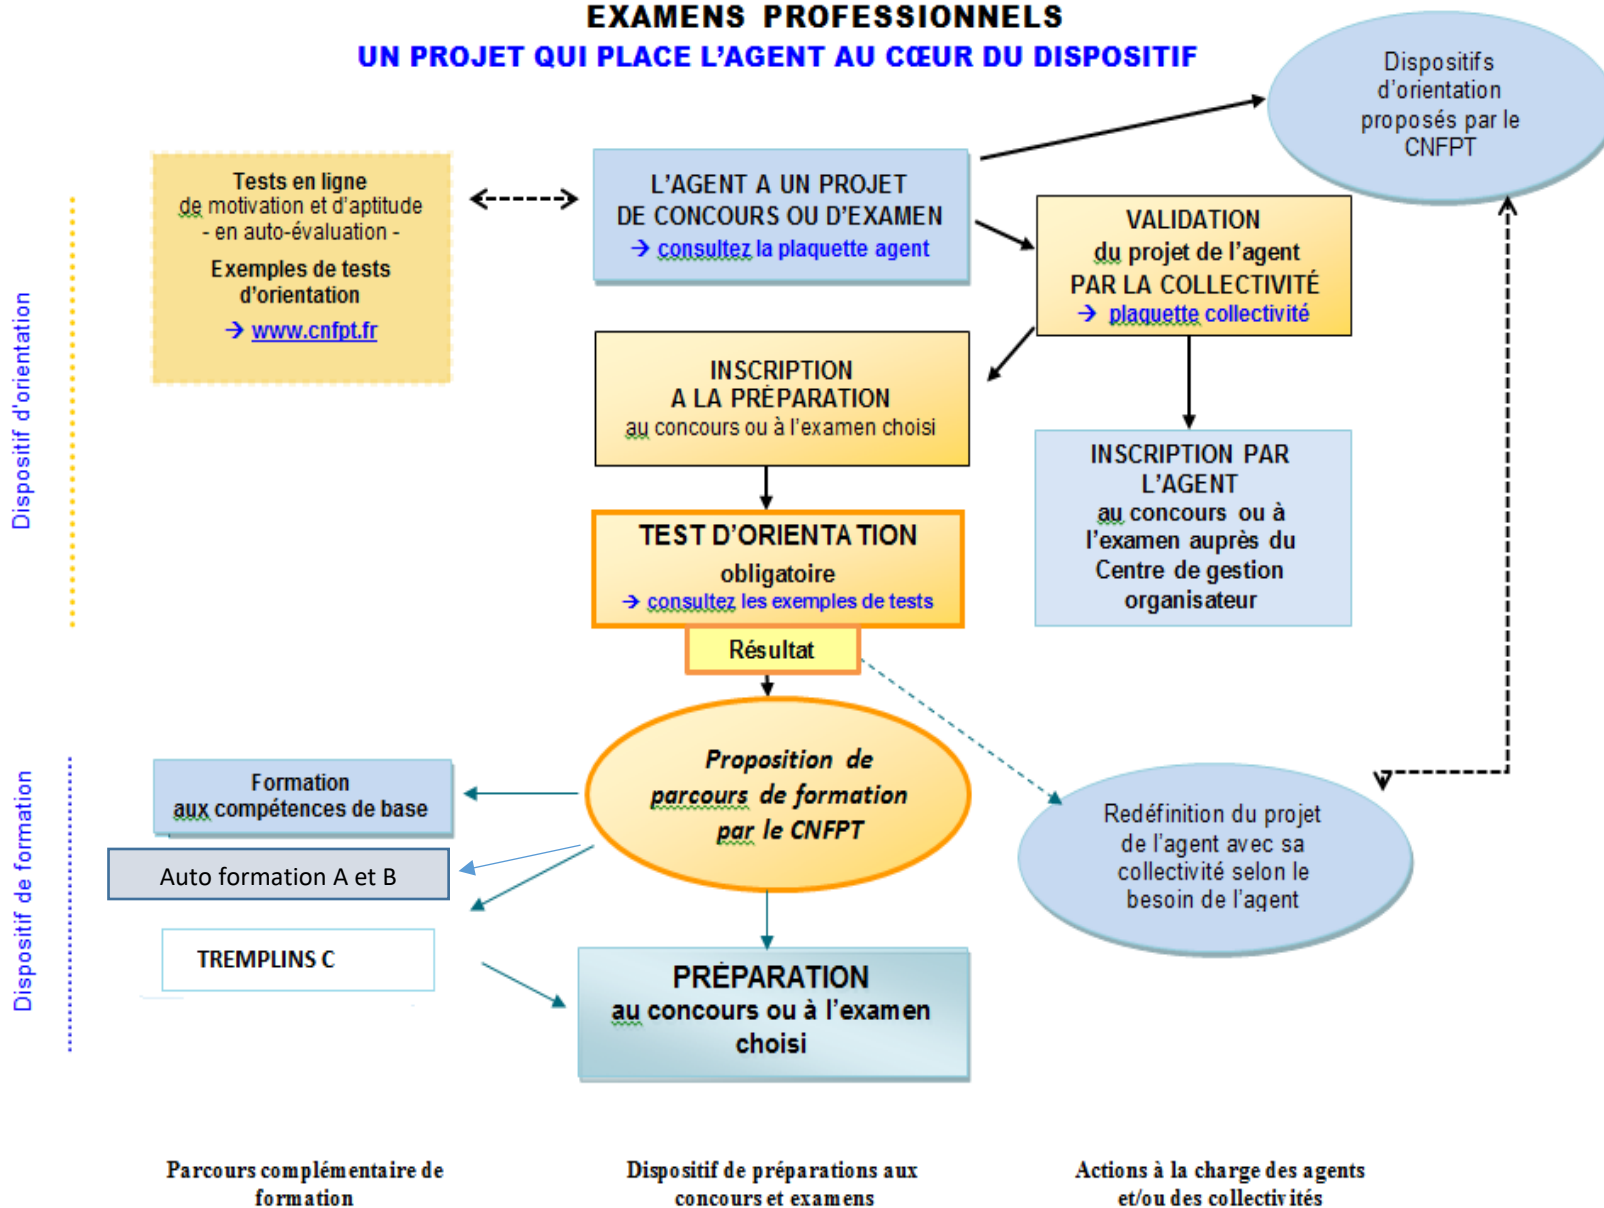 EXAMENS PROFESSIONNELS
UN PROJET QUI PLACE L'AGENT AU CŒUR DU DISPOSITIF
Dispositifs
d'orientation
proposés par le
CNFPT
Tests en ligne
de motivation et d'aptitude
- en auto-évaluation -
Exemples de tests
d'orientation
→ www.cnfpt.fr
L'AGENT A UN PROJET
DE CONCOURS OU D'EXAMEN
→ consultez la plaquette agent
VALIDATION
du projet de l'agent
PAR LA COLLECTIVITÉ
→ plaquette collectivité
Dispositif d'orientation
INSCRIPTION
A LA PRÉPARATION
au concours ou à l'examen choisi
INSCRIPTION PAR
L'AGENT
au concours ou à
l'examen auprès du
Centre de gestion
organisateur
TEST D'ORIENTATION
obligatoire
→ consultez les exemples de tests
Résultat
Dispositif de formation
Formation
aux compétences de base
Auto formation A et B
TREMPLINS C
Proposition de
parcours de formation
par le CNFPT
Redéfinition du projet
de l'agent avec sa
collectivité selon le
besoin de l'agent
PRÉPARATION
au concours ou à l'examen
choisi
Parcours complémentaire de
formation
Dispositif de préparations aux
concours et examens
Actions à la charge des agents
et/ou des collectivités